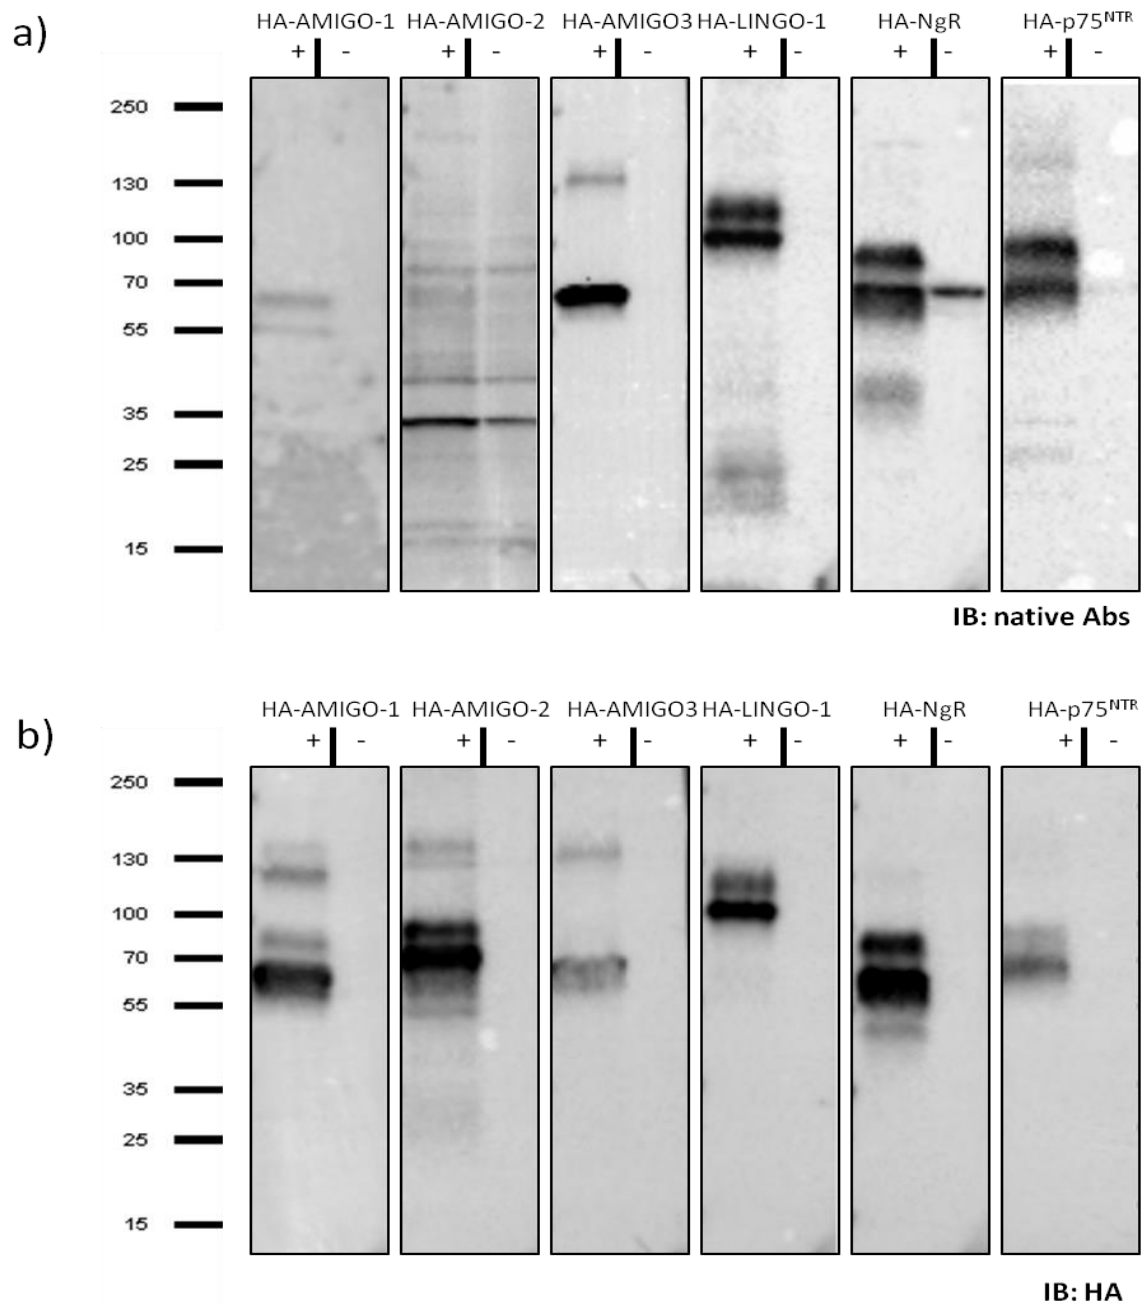 a)
HA-AMIGO-1 HA-AMIGO-2 HA-AMIGO3 HA-LINGO-1 HA-NgR HA-p75NTR
+ - + - + - + - + - + -
250
130
100
70
55
35
25
15
IB: native Abs
b)
HA-AMIGO-1 HA-AMIGO-2 HA-AMIGO3 HA-LINGO-1 HA-NgR HA-p75NTR
+ - + - + - + - + - + -
250
130
100
70
55
35
25
15
IB: HA